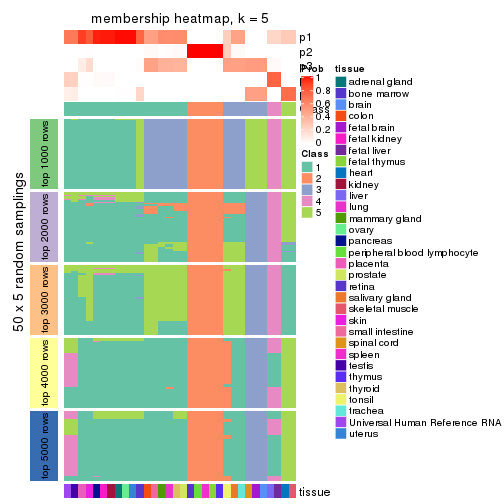 membership heatmap, k = 5
p1
p2
Prob
1
0.8
0.6
0.4
0.2
0
Class
1
2
3
4
5
tissue
adrenal gland
bone marrow
brain
colon
fetal brain
fetal kidney
fetal liver
fetal thymus
heart
kidney
liver
lung
mammary gland
ovary
pancreas
peripheral blood lymphocyte
placenta
prostate
retina
salivary gland
skeletal muscle
skin
small intestine
spinal cord
spleen
testis
thymus
thyroid
tonsil
trachea
Universal Human Reference RNA
uterus
50 x 5 random samplings
top 1000 rows
top 2000 rows
top 3000 rows
top 4000 rows
top 5000 rows
tissue